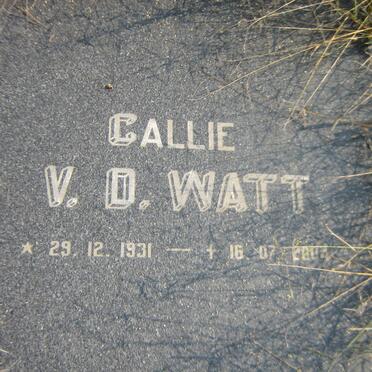 CALLIE
V. D. WATT
* 29. 12. 1931 — + 16. 07.